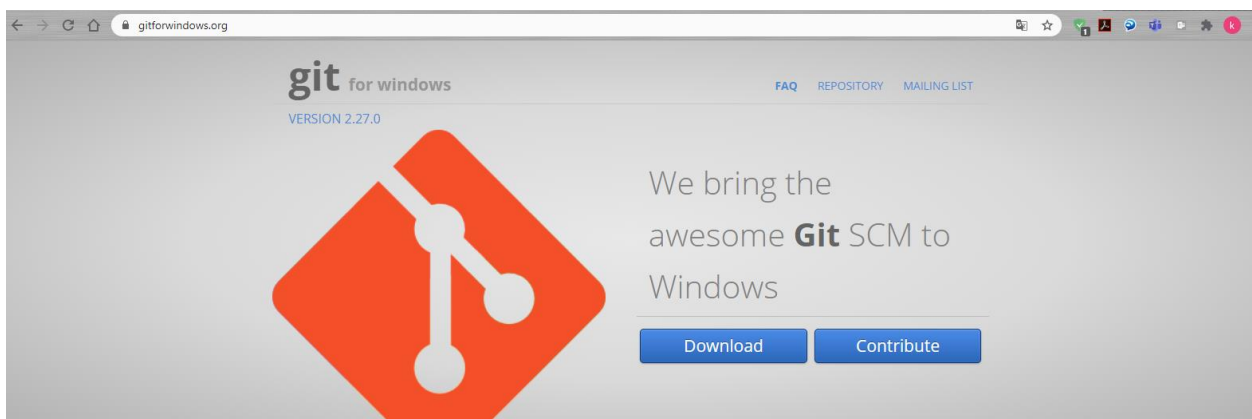 gitforwindows.org
git for windows
FAQ REPOSITORY MAILING LIST
VERSION 2.27.0
We bring the
awesome Git SCM to
Windows
Download Contribute
1
k